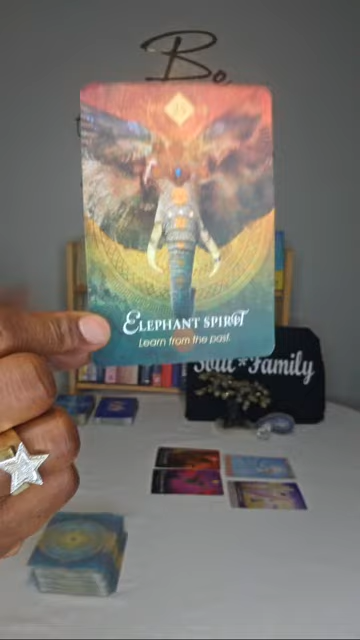 Bo.
ELEPHANT SPIRIT
Learn from the past.
Soul * Family